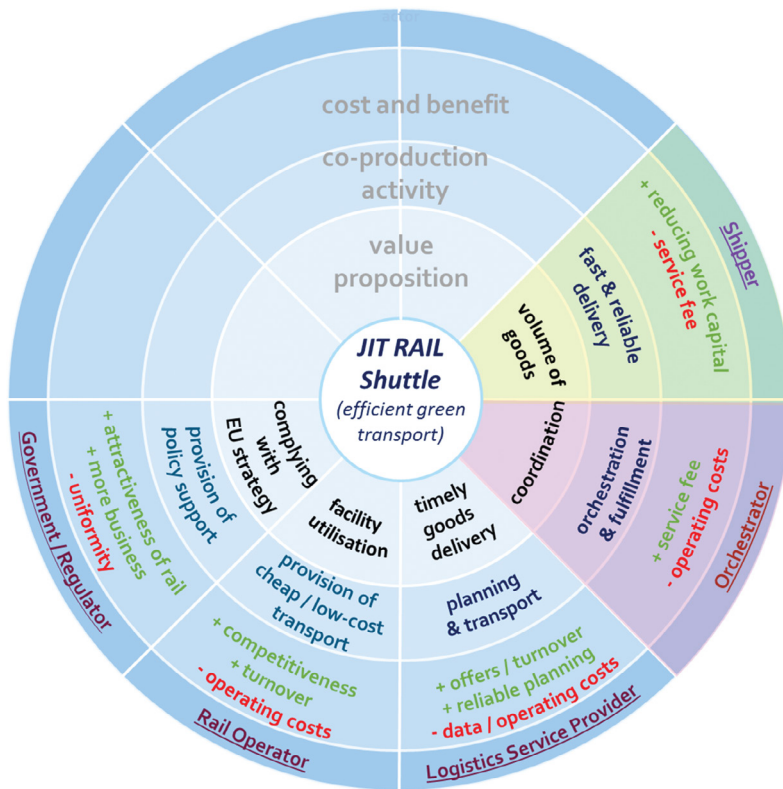 actor
cost and benefit
co-production
activity
value
proposition
JIT RAIL
Shuttle
(efficient green
transport)
Shipper
+ reducing work capital
- service fee
fast & reliable
delivery
volume of
goods
Orchestrator
+ service fee
- operating costs
orchestration
& fulfillment
coordination
Logistics Service Provider
+ offers / turnover
+ reliable planning
- data / operating costs
planning
& transport
timely
goods
delivery
Rail Operator
+ competitiveness
+ turnover
- operating costs
provision of
cheap / low-cost
transport
facility
utilisation
Government / Regulator
+ attractiveness of rail
+ more business
- uniformity
provision of
policy support
complying
with
EU strategy